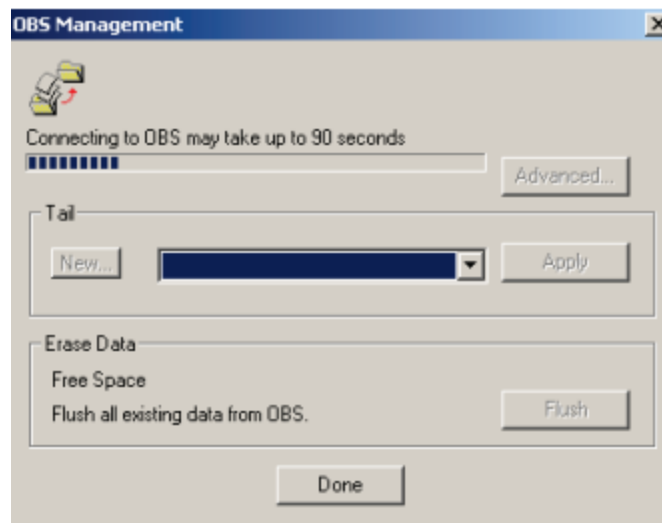 OBS Management
Connecting to OBS may take up to 90 seconds
Advanced...
Tail
New...
Apply
Erase Data
Free Space
Flush all existing data from OBS.
Flush
Done